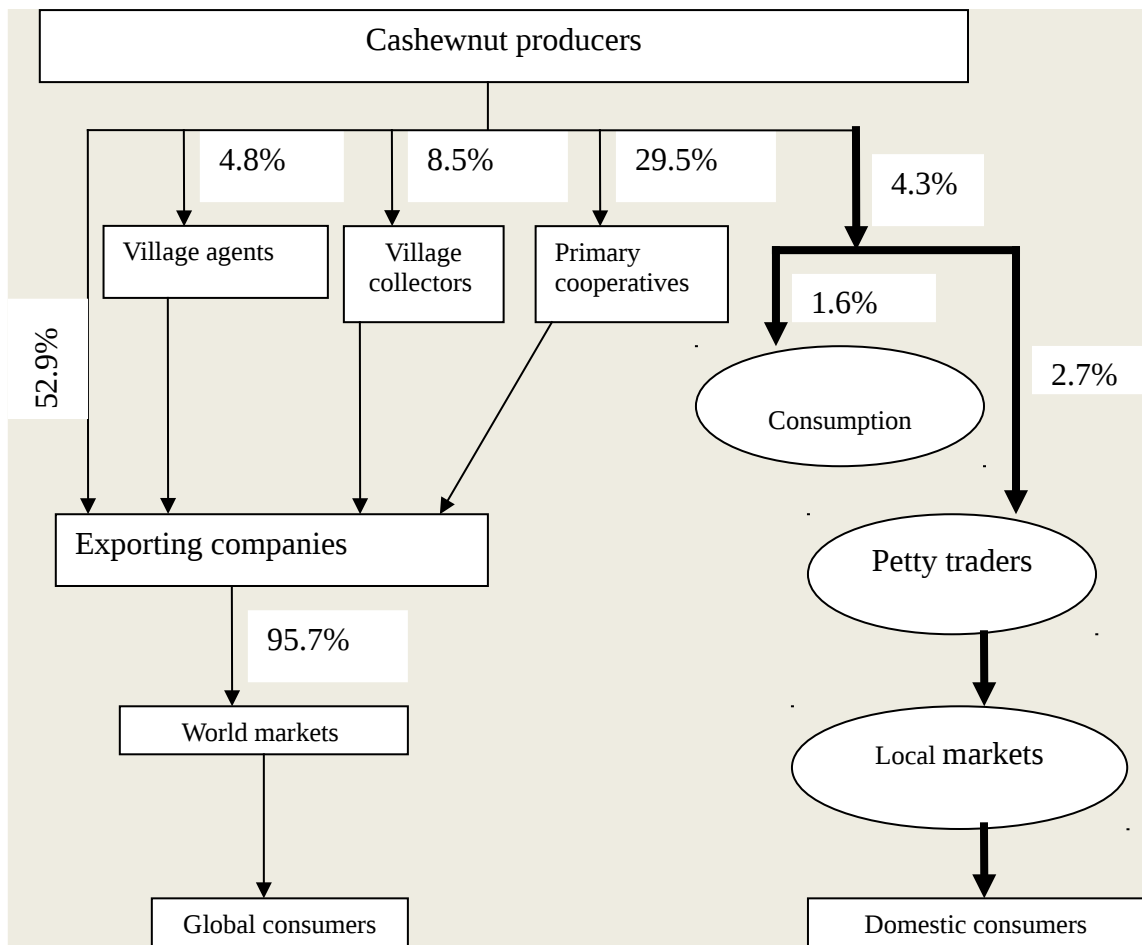 Cashewnut producers
4.8%
8.5%
29.5%
4.3%
Village agents
Village
collectors
Primary
cooperatives
1.6%
52.9%
2.7%
Consumption
Exporting companies
Petty traders
95.7%
World markets
Local markets
Global consumers
Domestic consumers